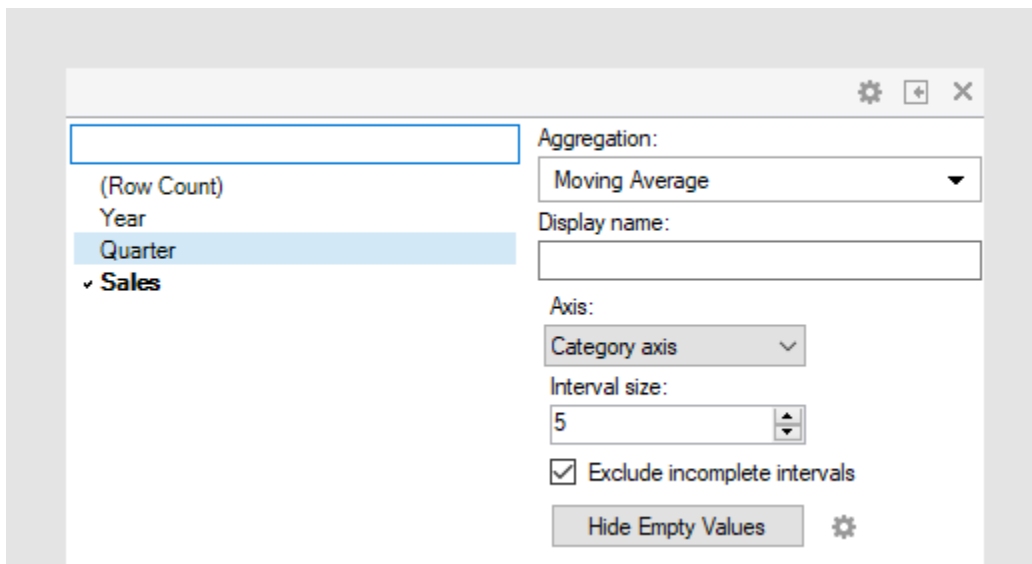 (Row Count)
Year
Quarter
Sales
Aggregation:
Moving Average
Display name:
Axis:
Category axis
Interval size:
5
Exclude incomplete intervals
Hide Empty Values